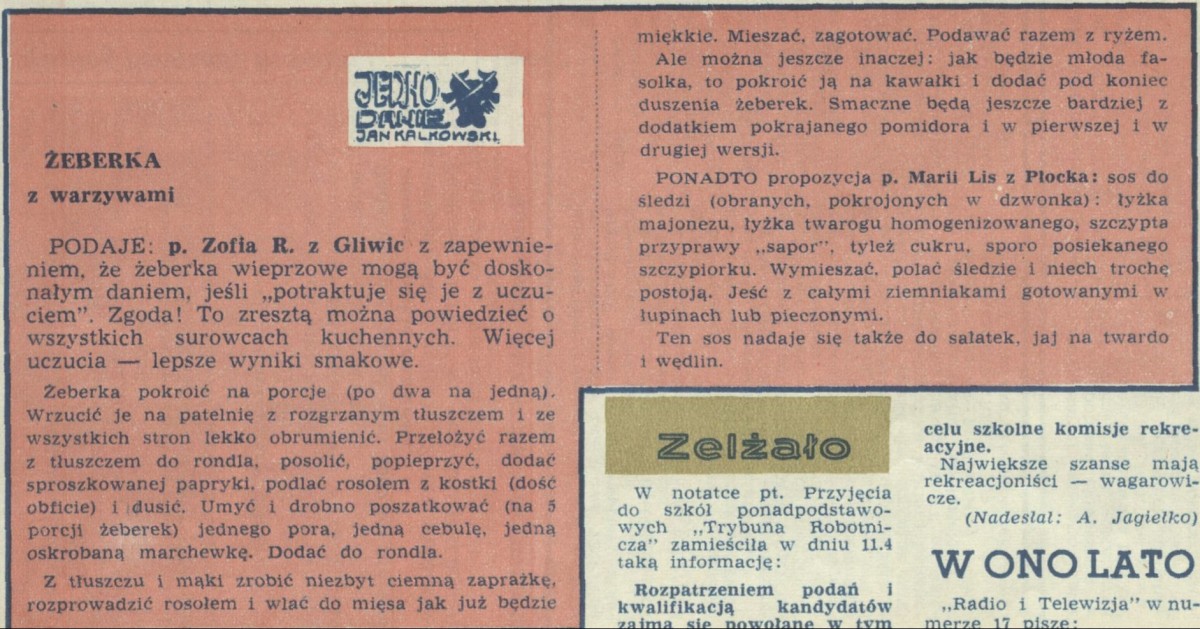 JEDNO
DANIE
JAN KALKOWSKI
ŻEBERKA
z warzywami
PODAJE: p. Zofia R. z Gliwic z zapewnie-
niem, że żeberka wieprzowe mogą być dosko-
nałym daniem, jeśli „potraktuje się je z uczu-
ciem”. Zgoda! To zresztą można powiedzieć o
wszystkich surowcach kuchennych. Więcej
uczucia — lepsze wyniki smakowe.
Żeberka pokroić na porcje (po dwa na jedną).
Wrzucić je na patelnię z rozgrzanym tłuszczem i ze
wszystkich stron lekko obrumienić. Przełożyć razem
z tłuszczem do rondla, posolić, popieprzyć, dodać
sproszkowanej papryki, podlać rosołem z kostki (dość
obficie) i dusić. Umyć i drobno poszatkować (na 5
porcji żeberek) jednego pora, jedną cebulę, jedną
oskrobaną marchewkę. Dodać do rondla.
Z tłuszczu i mąki zrobić niezbyt ciemną zaprażkę,
rozprowadzić rosołem i wlać do mięsa jak już będzie
miękkie. Mieszać, zagotować. Podawać razem z ryżem.
Ale można jeszcze inaczej: jak będzie młoda fa-
solka, to pokroić ją na kawałki i dodać pod koniec
duszenia żeberek. Smaczne będą jeszcze bardziej z
dodatkiem pokrajanego pomidora i w pierwszej i w
drugiej wersji.
PONADTO propozycja p. Marii Lis z Płocka: sos do
śledzi (obranych, pokrojonych w dzwonka): łyżka
majonezu, łyżka twarogu homogenizowanego, szczypta
przyprawy „sapor”, tyleż cukru, sporo posiekanego
szczypiorku. Wymieszać, polać śledzie i niech trochę
postoją. Jeść z całymi ziemniakami gotowanymi w
łupinach lub pieczonymi.
Ten sos nadaje się także do sałatek, jaj na twardo
i wędlin.
Zelżało
W notatce pt. Przyjęcia
do szkół ponadpodstawo-
wych „Trybuna Robotni-
cza” zamieściła w dniu 11.4
taką informację:
Rozpatrzeniem podań i
kwalifikacją kandydatów
zajmą się powołane w tym
celu szkolne komisje rekre-
acyjne.
Największe szanse mają
rekreacjoniści — wagarowi-
cze.
(Nadesłał: A. Jagiełko)
W ONO LATO
„Radio i Telewizja” w nu-
merze 17 pisze: